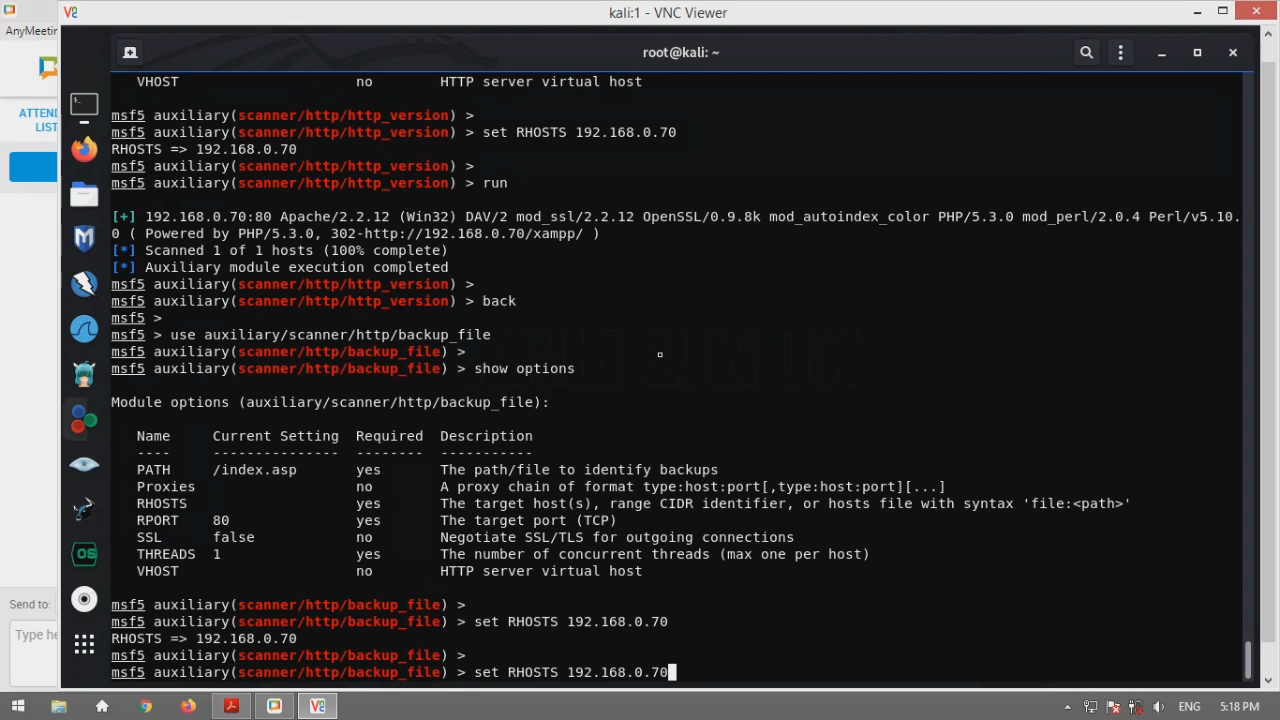 kali:1 - VNC Viewer
AnyMeetin
root@kali: ~
ATTEND
LIST
VHOST no HTTP server virtual host
msf5 auxiliary(scanner/http/http_version) >
msf5 auxiliary(scanner/http/http_version) > set RHOSTS 192.168.0.70
RHOSTS => 192.168.0.70
msf5 auxiliary(scanner/http/http_version) >
msf5 auxiliary(scanner/http/http_version) > run
[+] 192.168.0.70:80 Apache/2.2.12 (Win32) DAV/2 mod_ssl/2.2.12 OpenSSL/0.9.8k mod_autoindex_color PHP/5.3.0 mod_perl/2.0.4 Perl/v5.10.
0 ( Powered by PHP/5.3.0, 302-http://192.168.0.70/xampp/ )
[*] Scanned 1 of 1 hosts (100% complete)
[*] Auxiliary module execution completed
msf5 auxiliary(scanner/http/http_version) >
msf5 auxiliary(scanner/http/http_version) > back
msf5 >
msf5 > use auxiliary/scanner/http/backup_file
msf5 auxiliary(scanner/http/backup_file) >
msf5 auxiliary(scanner/http/backup_file) > show options
Module options (auxiliary/scanner/http/backup_file):
Name Current Setting Required Description
---- --------------- -------- -----------
PATH /index.asp yes The path/file to identify backups
Proxies no A proxy chain of format type:host:port[,type:host:port][...]
RHOSTS yes The target host(s), range CIDR identifier, or hosts file with syntax 'file:<path>'
RPORT 80 yes The target port (TCP)
SSL false no Negotiate SSL/TLS for outgoing connections
THREADS 1 yes The number of concurrent threads (max one per host)
VHOST no HTTP server virtual host
msf5 auxiliary(scanner/http/backup_file) >
msf5 auxiliary(scanner/http/backup_file) > set RHOSTS 192.168.0.70
RHOSTS => 192.168.0.70
msf5 auxiliary(scanner/http/backup_file) >
msf5 auxiliary(scanner/http/backup_file) > set RHOSTS 192.168.0.70
Send to:
Type he
ENG 5:18 PM